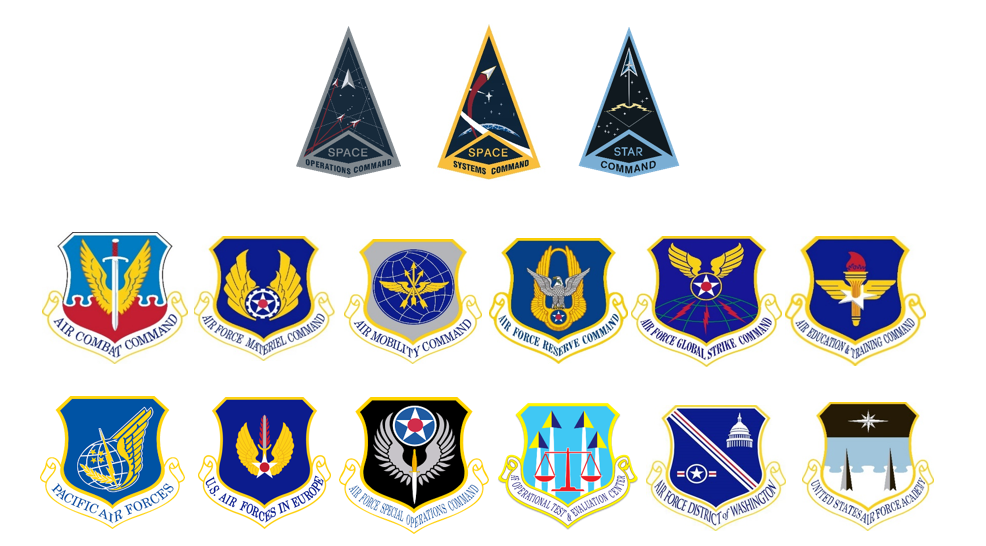 SPACE
OPERATIONS COMMAND
SPACE
SYSTEMS COMMAND
STAR
COMMAND
AIR COMBAT COMMAND
AIR FORCE MATERIEL COMMAND
AIR MOBILITY COMMAND
AIR FORCE RESERVE COMMAND
AIR FORCE GLOBAL STRIKE COMMAND
AIR EDUCATION & TRAINING COMMAND
PACIFIC AIR FORCES
U.S. AIR FORCES IN EUROPE
AIR FORCE SPECIAL OPERATIONS COMMAND
AF OPERATIONAL TEST & EVALUATION CENTER
AIR FORCE DISTRICT of WASHINGTON
UNITED STATES AIR FORCE ACADEMY